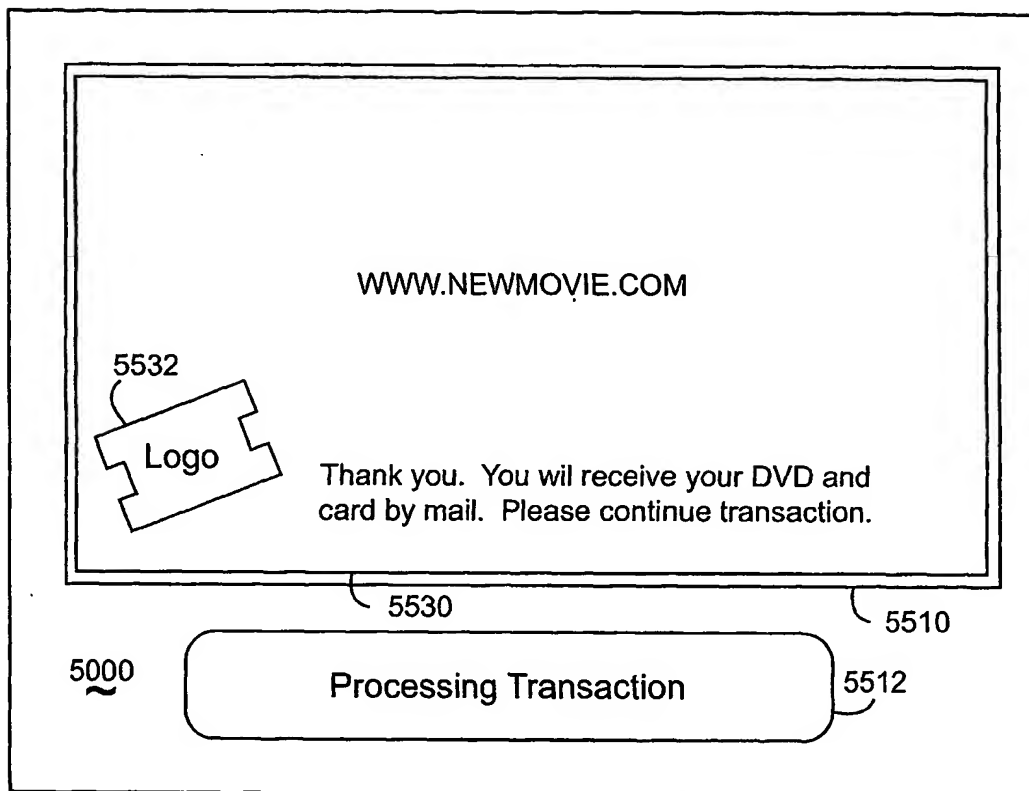 WWW.NEWMOVIE.COM
5532
Logo
Thank you. You wil receive your DVD and
card by mail. Please continue transaction.
5530
5510
5000
Processing Transaction
5512